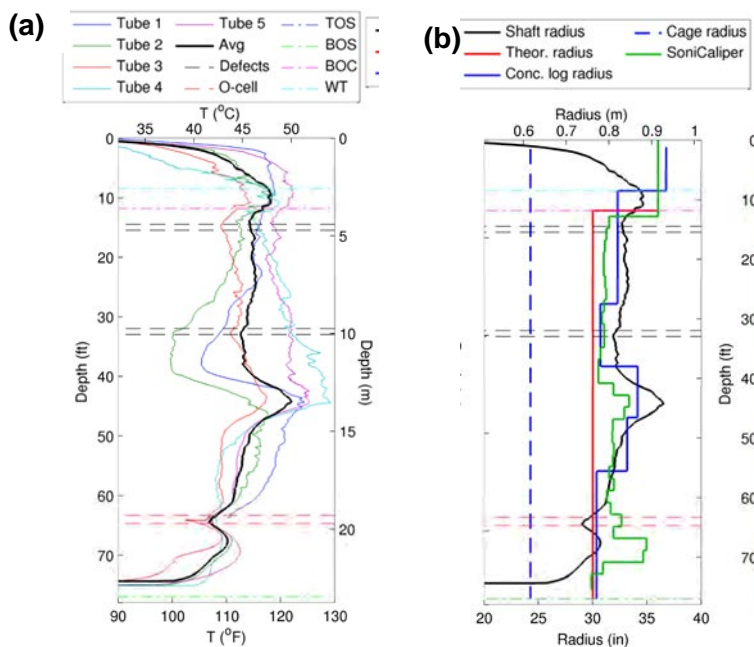 (a)
Tube 1 Tube 5 TOS
Tube 2 Avg BOS
Tube 3 Defects BOC
Tube 4 O-cell WT
T (°C)
35 40 45 50
0 0
10
5
20
30
10
40
50
15
60
20
70
Depth (ft)
Depth (m)
90 100 110 120 130
T (°F)
(b)
Shaft radius Cage radius
Theor. radius SoniCaliper
Conc. log radius
Radius (m)
0.6 0.7 0.8 0.9 1
0
10
20
30
40
50
60
70
Depth (ft)
20 25 30 35 40
Radius (in)